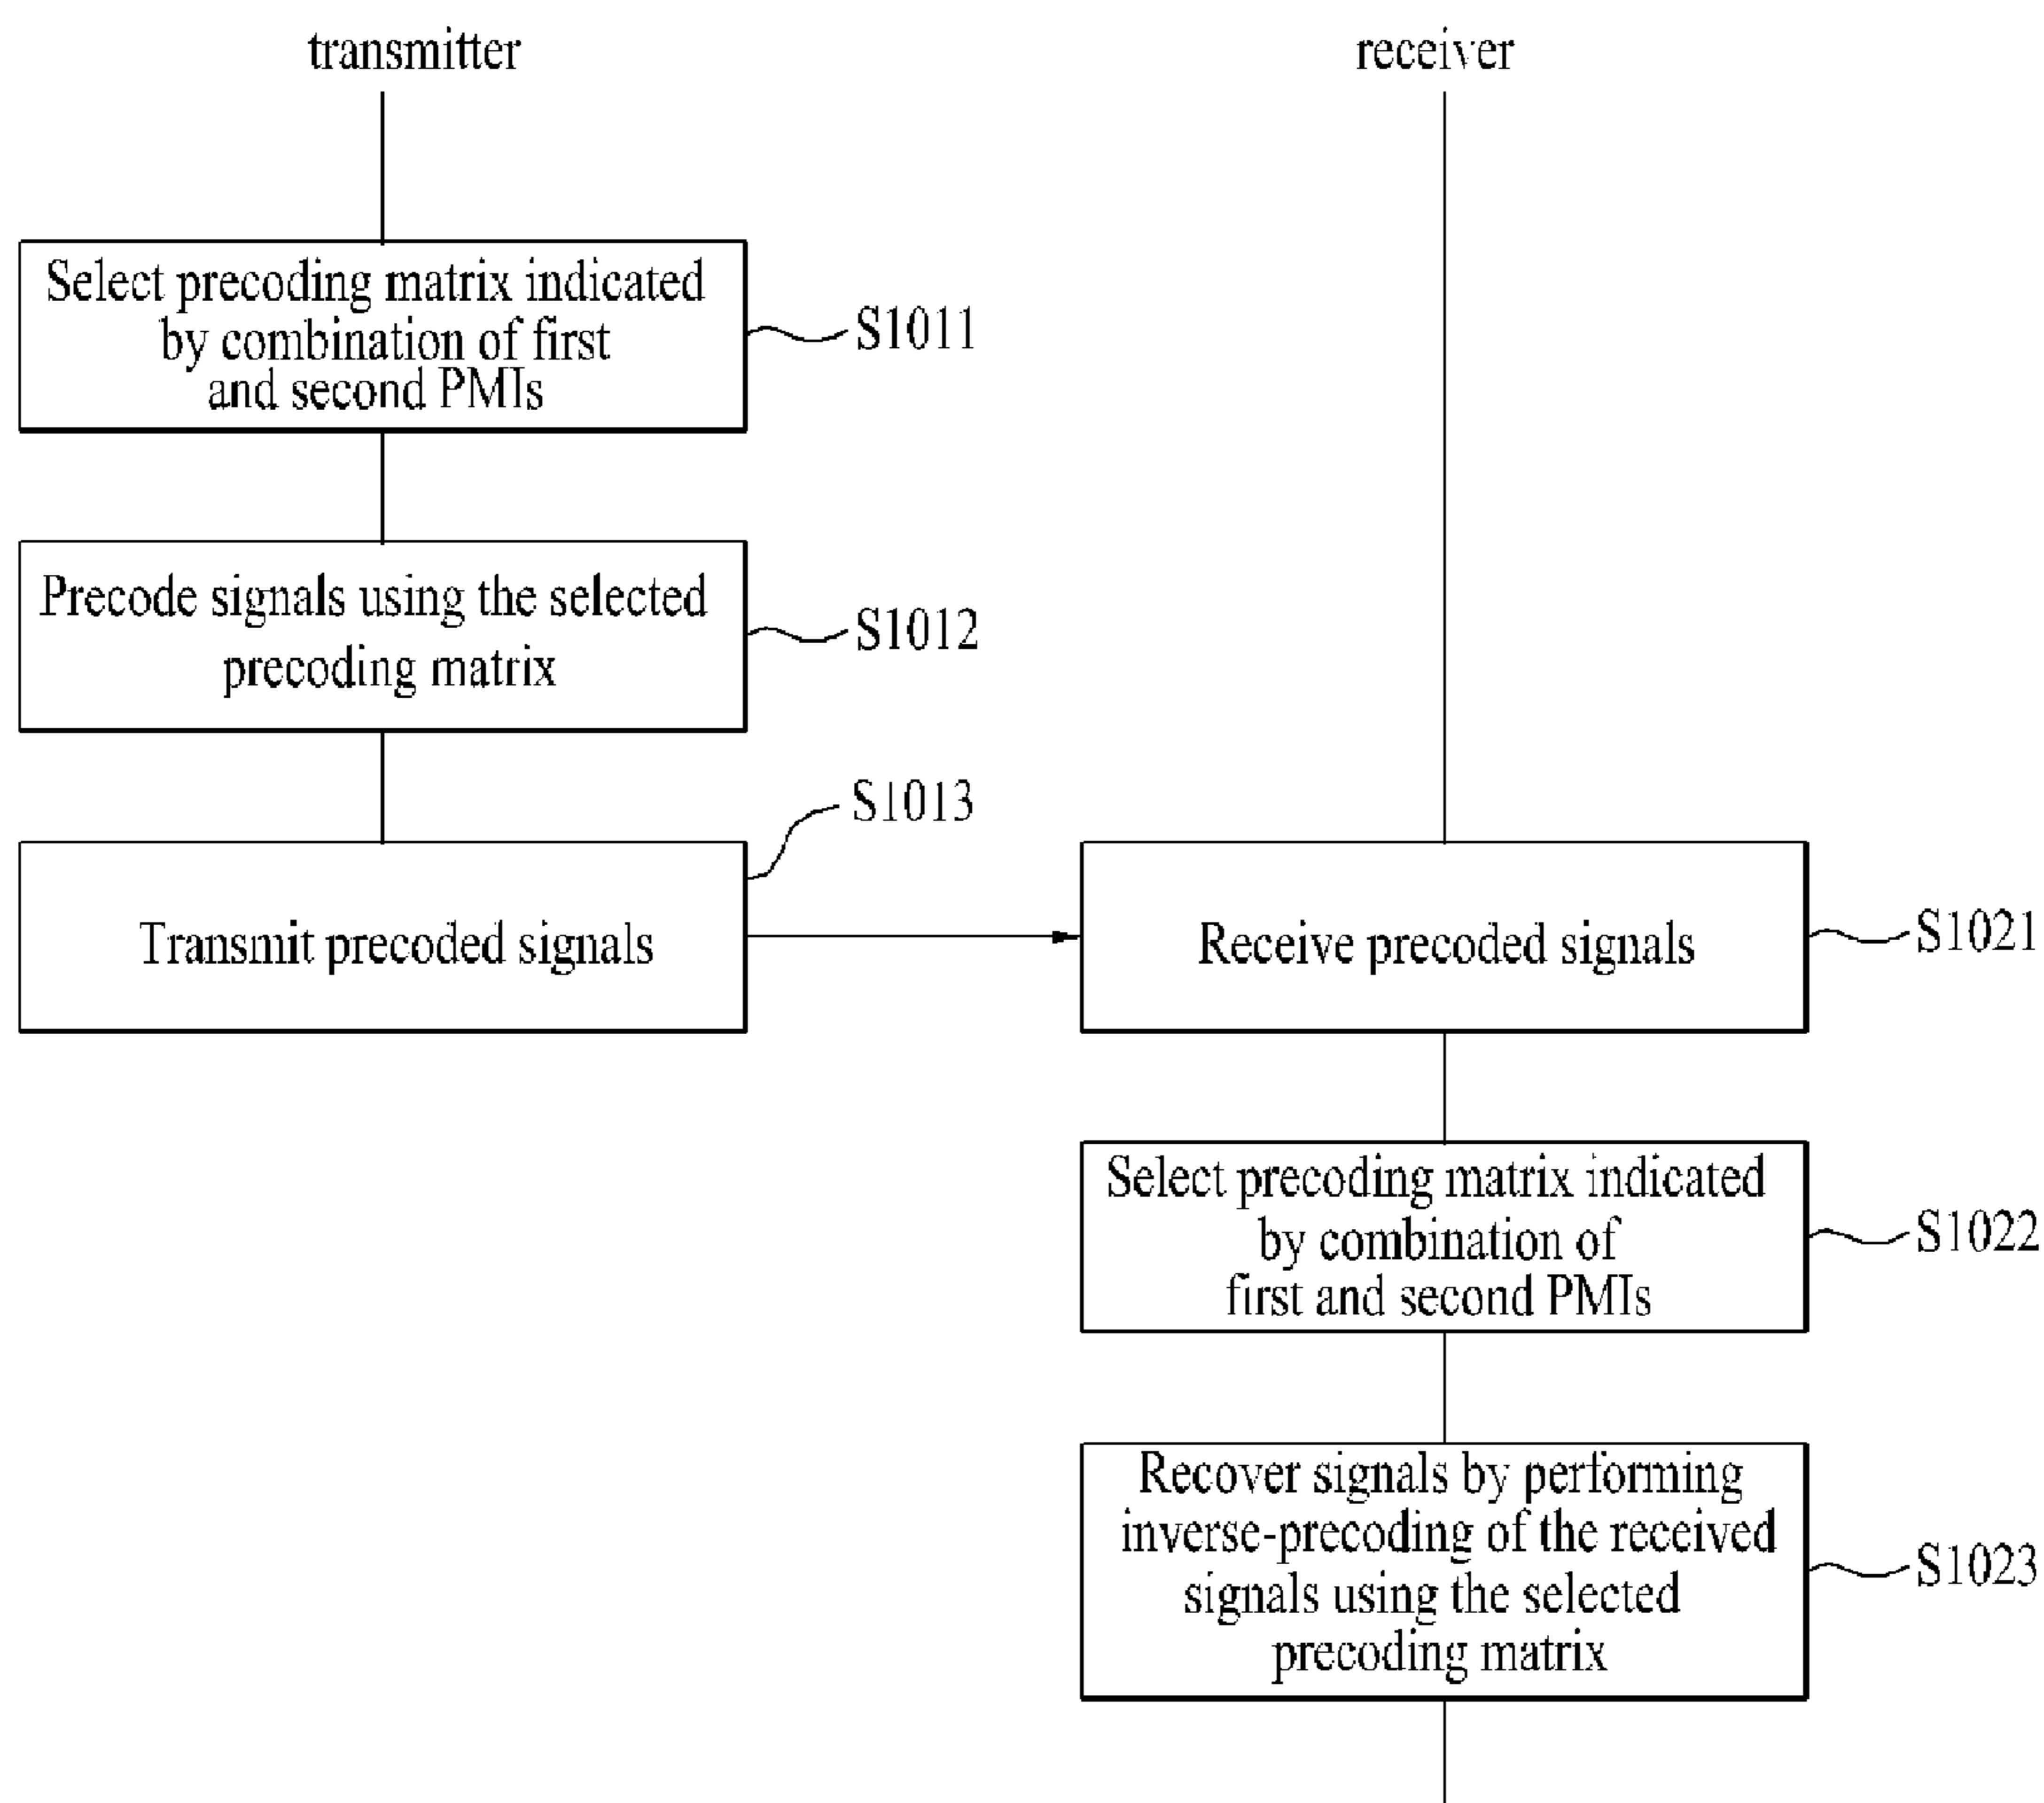 transmitter
receiver
Select precoding matrix indicated
by combination of first
and second PMIs
S1011
Precode signals using the selected
precoding matrix
S1012
S1013
Transmit precoded signals
Receive precoded signals
S1021
Select precoding matrix indicated
by combination of
first and second PMIs
S1022
Recover signals by performing
inverse-precoding of the received
signals using the selected
precoding matrix
S1023